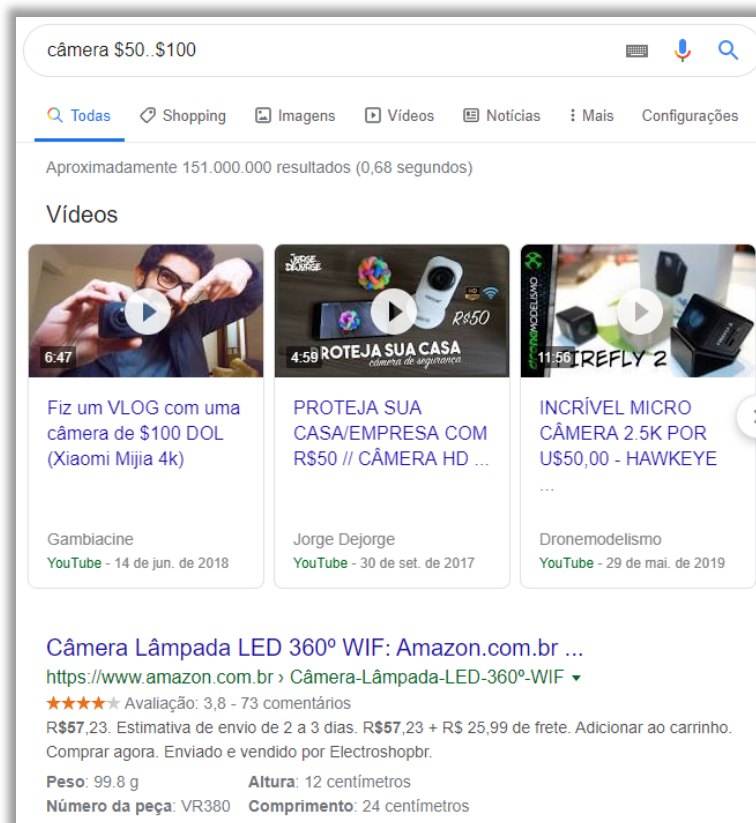 câmera $50..$100
Todas Shopping Imagens Vídeos Notícias Mais Configurações
Aproximadamente 151.000.000 resultados (0,68 segundos)
Vídeos
6:47
JORGE
DEJORGE
R$50
4:59
PROTEJA SUA CASA
câmera de segurança
DRONEMODELISMO
11:56
FIREFLY 2
Fiz um VLOG com uma
câmera de $100 DOL
(Xiaomi Mijia 4k)
Gambiacine
YouTube - 14 de jun. de 2018
PROTEJA SUA
CASA/EMPRESA COM
R$50 // CÂMERA HD ...
Jorge Dejorge
YouTube - 30 de set. de 2017
INCRÍVEL MICRO
CÂMERA 2.5K POR
U$50,00 - HAWKEYE
...
Dronemodelismo
YouTube - 29 de mai. de 2019
Câmera Lâmpada LED 360º WIF: Amazon.com.br ...
https://www.amazon.com.br › Câmera-Lâmpada-LED-360º-WIF
Avaliação: 3,8 - 73 comentários
R$57,23. Estimativa de envio de 2 a 3 dias. R$57,23 + R$ 25,99 de frete. Adicionar ao carrinho.
Comprar agora. Enviado e vendido por Electroshopbr.
Peso: 99.8 g Altura: 12 centímetros
Número da peça: VR380 Comprimento: 24 centímetros